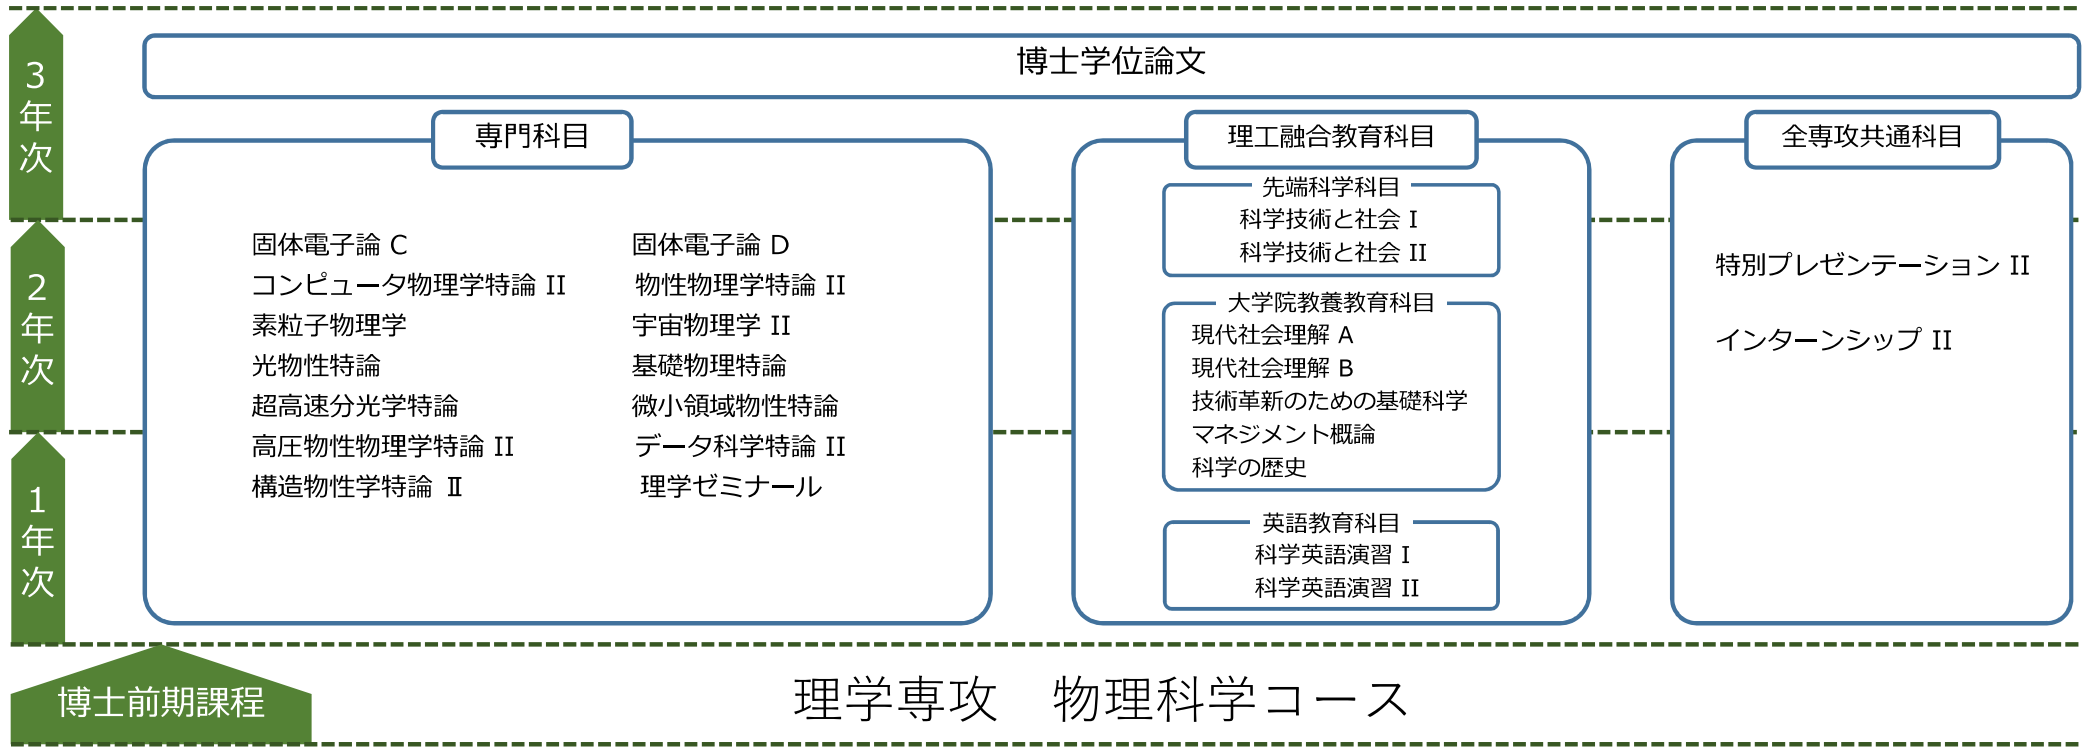 3年次
博士学位論文
専門科目
固体電子論 C
コンピュータ物理学特論 II
素粒子物理学
光物性特論
超高速分光学特論
高圧物性物理学特論 II
構造物性学特論 Ⅱ
固体電子論 D
物性物理学特論 II
宇宙物理学 II
基礎物理特論
微小領域物性特論
データ科学特論 II
理学ゼミナール
理工融合教育科目
先端科学科目
科学技術と社会 I
科学技術と社会 II
大学院教養教育科目
現代社会理解 A
現代社会理解 B
技術革新のための基礎科学
マネジメント概論
科学の歴史
英語教育科目
科学英語演習 I
科学英語演習 II
全専攻共通科目
特別プレゼンテーション II
インターンシップ II
2年次
1年次
博士前期課程
理学専攻　物理科学コース